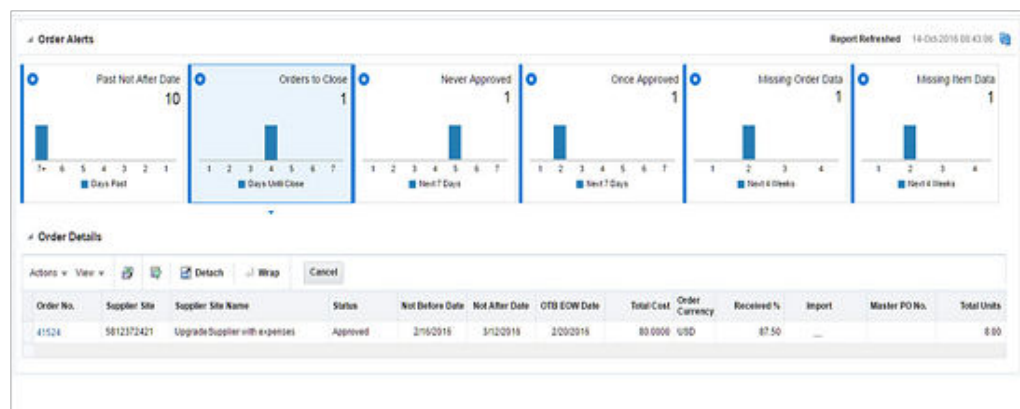 Order Alerts
Report Refreshed 14-Oct-2016 08:43:06
Past Not After Date
10
7+ 6 5 4 3 2 1
Days Past
Orders to Close
1
1 2 3 4 5 6 7
Days Until Close
Never Approved
1
1 2 3 4 5 6 7
Next 7 Days
Once Approved
1
1 2 3 4 5 6 7
Next 7 Days
Missing Order Data
1
1 2 3 4
Next 4 Weeks
Missing Item Data
1
1 2 3 4
Next 4 Weeks
Order Details
Actions View Detach Wrap Cancel
Order No. Supplier Site Supplier Site Name Status Not Before Date Not After Date OTB EOW Date Total Cost Order Currency Received % Import Master PO No. Total Units
41524 5812372421 UpgradeSupplier with expenses Approved 2/16/2016 3/12/2016 2/20/2016 80.0000 USD 87.50 __ 8.00